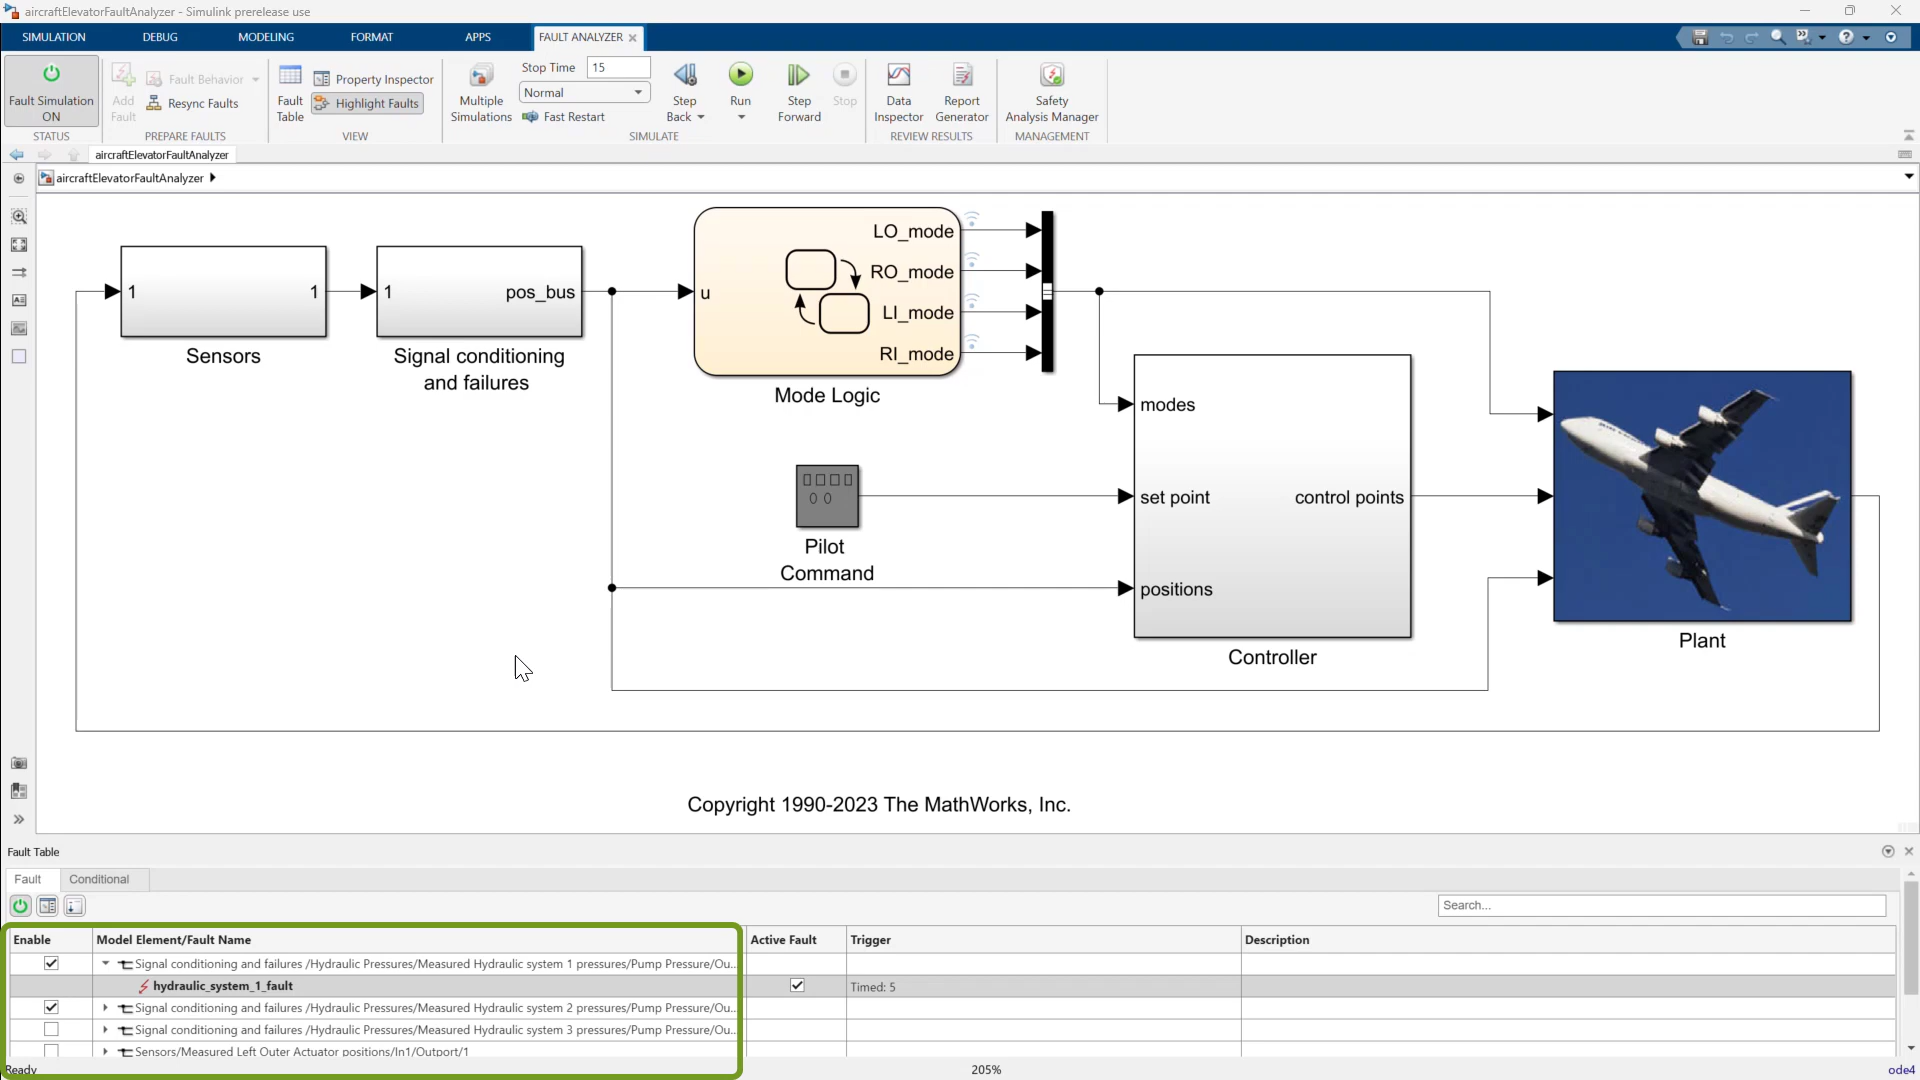 aircraftElevatorFaultAnalyzer - Simulink prerelease use
SIMULATION DEBUG MODELING FORMAT APPS FAULT ANALYZER
Fault Simulation ON
STATUS
Add Fault
Fault Behavior
Resync Faults
PREPARE FAULTS
Fault Table
Property Inspector
Highlight Faults
VIEW
Multiple Simulations
Stop Time 15
Normal
Fast Restart
Step Back
Run
Step Forward
Stop
SIMULATE
Data Inspector
Report Generator
REVIEW RESULTS
Safety Analysis Manager
MANAGEMENT
aircraftElevatorFaultAnalyzer
aircraftElevatorFaultAnalyzer
1 1
Sensors
1 pos_bus
Signal conditioning
and failures
u
LO_mode
RO_mode
LI_mode
RI_mode
Mode Logic
Pilot
Command
modes
set point control points
positions
Controller
Plant
Copyright 1990-2023 The MathWorks, Inc.
Fault Table
Fault Conditional
Search...
Enable Model Element/Fault Name Active Fault Trigger Description
Signal conditioning and failures /Hydraulic Pressures/Measured Hydraulic system 1 pressures/Pump Pressure/Ou...
hydraulic_system_1_fault Timed: 5
Signal conditioning and failures /Hydraulic Pressures/Measured Hydraulic system 2 pressures/Pump Pressure/Ou...
Signal conditioning and failures /Hydraulic Pressures/Measured Hydraulic system 3 pressures/Pump Pressure/Ou...
Sensors/Measured Left Outer Actuator positions/In1/Outport/1
Ready 205% ode4